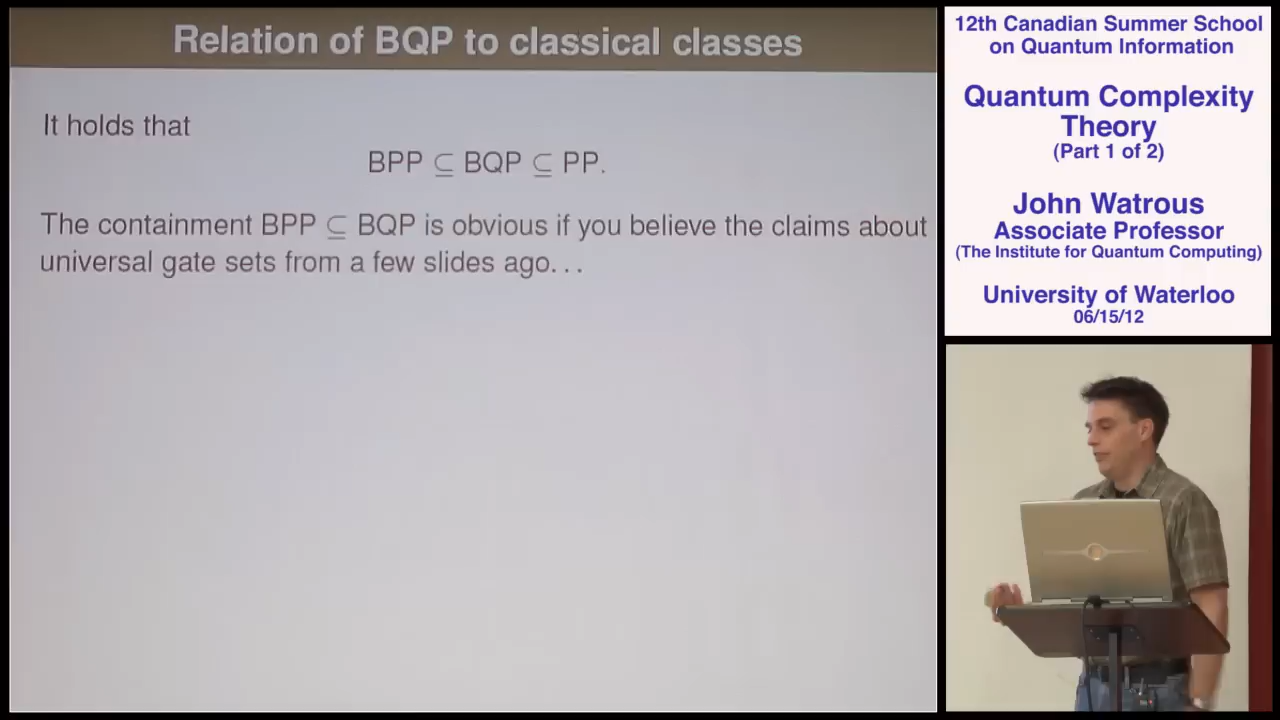 Relation of BQP to classical classes
It holds that
BPP ⊆ BQP ⊆ PP.
The containment BPP ⊆ BQP is obvious if you believe the claims about
universal gate sets from a few slides ago...
12th Canadian Summer School
on Quantum Information
Quantum Complexity
Theory
(Part 1 of 2)
John Watrous
Associate Professor
(The Institute for Quantum Computing)
University of Waterloo
06/15/12